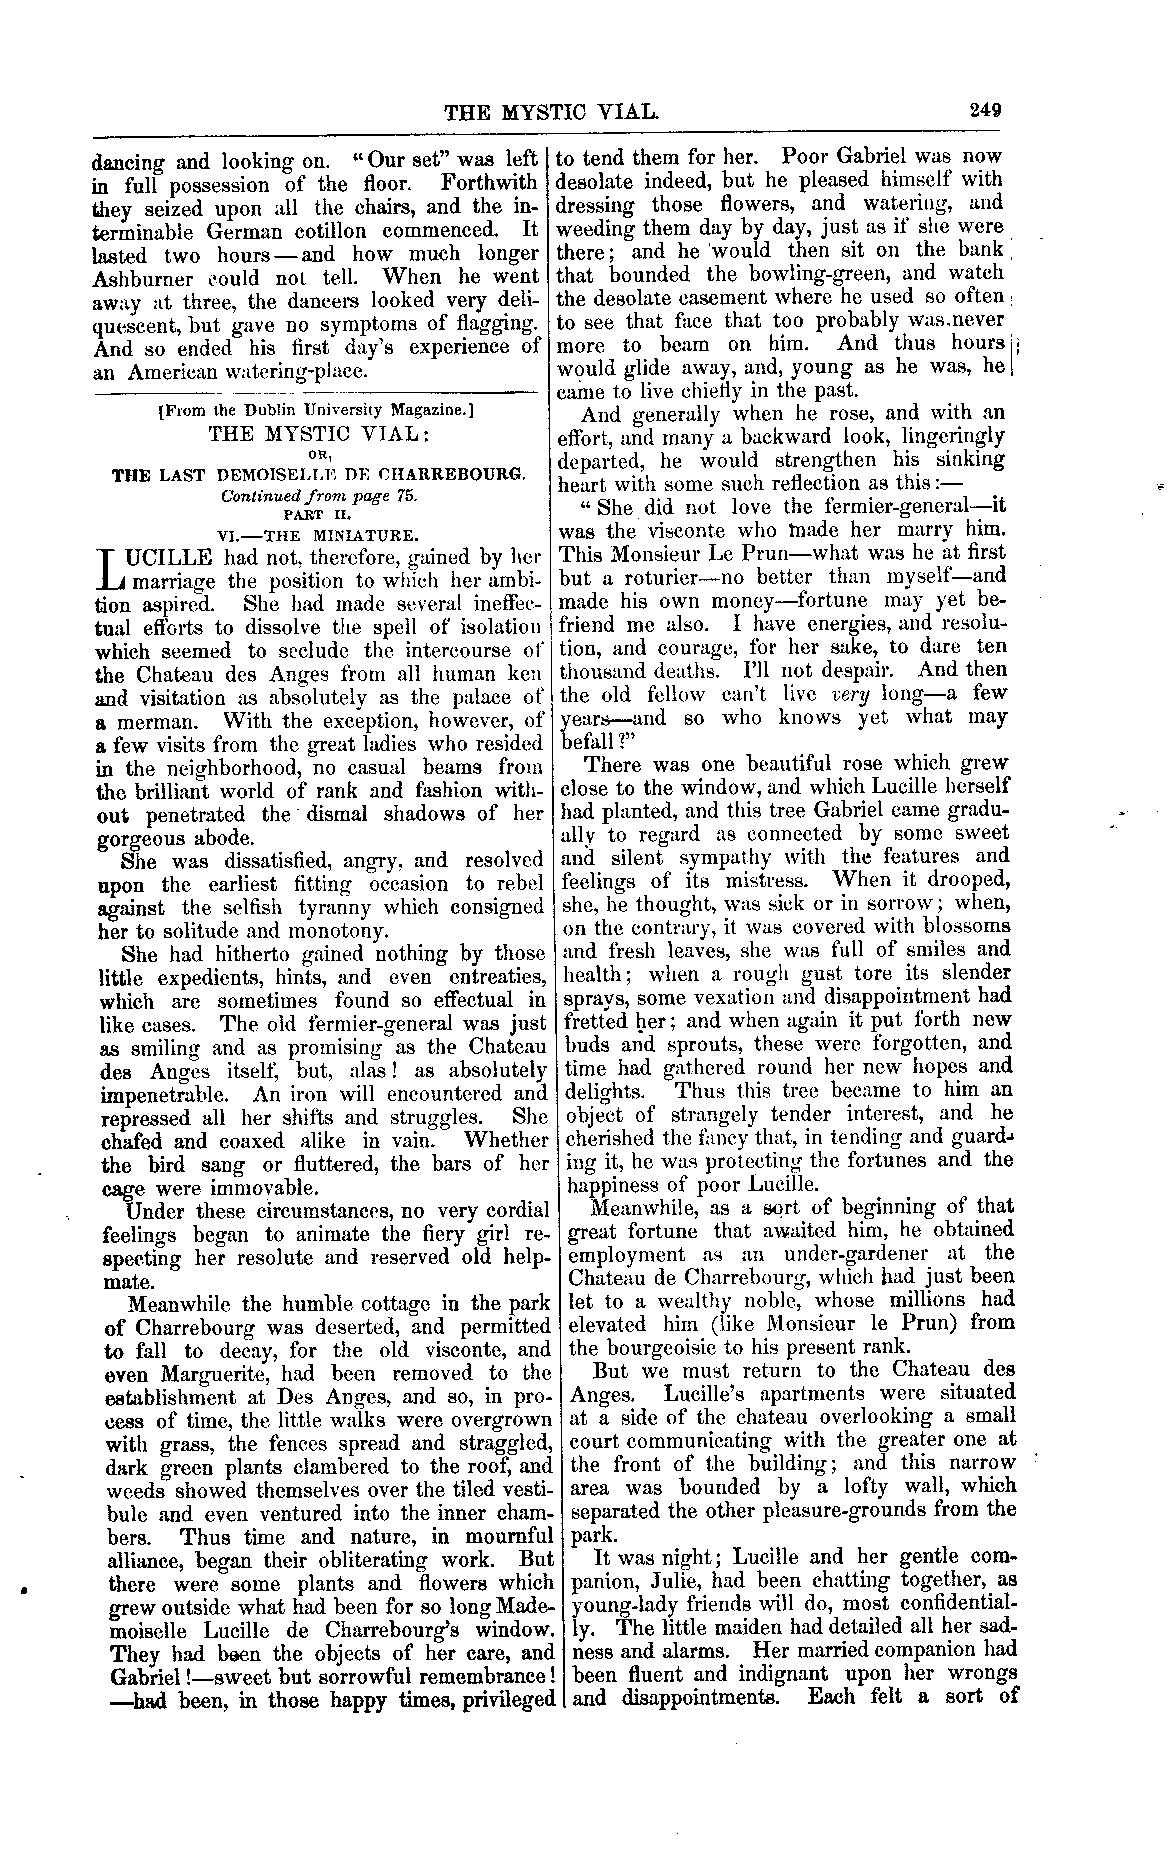 THE MYSTIC VIAL. 249
dancing and looking on. "Our set" was left
in full possession of the floor. Forthwith
they seized upon all the chairs, and the in-
terminable German cotillon commenced. It
lasted two hours—and how much longer
Ashburner could not tell. When he went
away at three, the dancers looked very deli-
quescent, but gave no symptoms of flagging.
And so ended his first day's experience of
an American watering-place.
[From the Dublin University Magazine.]
THE MYSTIC VIAL:
OR,
THE LAST DEMOISELLE DE CHARREBOURG.
Continued from page 75.
PART II.
VI.—THE MINIATURE.
LUCILLE had not, therefore, gained by her
marriage the position to which her ambi-
tion aspired. She had made several ineffec-
tual efforts to dissolve the spell of isolation
which seemed to seclude the intercourse of
the Chateau des Anges from all human ken
and visitation as absolutely as the palace of
a merman. With the exception, however, of
a few visits from the great ladies who resided
in the neighborhood, no casual beams from
the brilliant world of rank and fashion with-
out penetrated the dismal shadows of her
gorgeous abode.
She was dissatisfied, angry, and resolved
upon the earliest fitting occasion to rebel
against the selfish tyranny which consigned
her to solitude and monotony.
She had hitherto gained nothing by those
little expedients, hints, and even entreaties,
which are sometimes found so effectual in
like cases. The old fermier-general was just
as smiling and as promising as the Chateau
des Anges itself, but, alas! as absolutely
impenetrable. An iron will encountered and
repressed all her shifts and struggles. She
chafed and coaxed alike in vain. Whether
the bird sang or fluttered, the bars of her
cage were immovable.
Under these circumstances, no very cordial
feelings began to animate the fiery girl re-
specting her resolute and reserved old help-
mate.
Meanwhile the humble cottage in the park
of Charrebourg was deserted, and permitted
to fall to decay, for the old visconte, and
even Marguerite, had been removed to the
establishment at Des Anges, and so, in pro-
cess of time, the little walks were overgrown
with grass, the fences spread and straggled,
dark green plants clambered to the roof, and
weeds showed themselves over the tiled vesti-
bule and even ventured into the inner cham-
bers. Thus time and nature, in mournful
alliance, began their obliterating work. But
there were some plants and flowers which
grew outside what had been for so long Made-
moiselle Lucille de Charrebourg's window.
They had been the objects of her care, and
Gabriel!—sweet but sorrowful remembrance!
—had been, in those happy times, privileged
to tend them for her. Poor Gabriel was now
desolate indeed, but he pleased himself with
dressing those flowers, and watering, and
weeding them day by day, just as if she were
there; and he would then sit on the bank
that bounded the bowling-green, and watch
the desolate casement where he used so often
to see that face that too probably was.never
more to beam on him. And thus hours
would glide away, and, young as he was, he
came to live chiefly in the past.
And generally when he rose, and with an
effort, and many a backward look, lingeringly
departed, he would strengthen his sinking
heart with some such reflection as this:—
"She did not love the fermier-general—it
was the visconte who made her marry him.
This Monsieur Le Prun—what was he at first
but a roturier—no better than myself—and
made his own money—fortune may yet be-
friend me also. I have energies, and resolu-
tion, and courage, for her sake, to dare ten
thousand deaths. I'll not despair. And then
the old fellow can't live very long—a few
years—and so who knows yet what may
befall?"
There was one beautiful rose which grew
close to the window, and which Lucille herself
had planted, and this tree Gabriel came gradu-
ally to regard as connected by some sweet
and silent sympathy with the features and
feelings of its mistress. When it drooped,
she, he thought, was sick or in sorrow; when,
on the contrary, it was covered with blossoms
and fresh leaves, she was full of smiles and
health; when a rough gust tore its slender
sprays, some vexation and disappointment had
fretted her; and when again it put forth new
buds and sprouts, these were forgotten, and
time had gathered round her new hopes and
delights. Thus this tree became to him an
object of strangely tender interest, and he
cherished the fancy that, in tending and guard-
ing it, he was protecting the fortunes and the
happiness of poor Lucille.
Meanwhile, as a sort of beginning of that
great fortune that awaited him, he obtained
employment as an under-gardener at the
Chateau de Charrebourg, which had just been
let to a wealthy noble, whose millions had
elevated him (like Monsieur le Prun) from
the bourgeoisie to his present rank.
But we must return to the Chateau des
Anges. Lucille's apartments were situated
at a side of the chateau overlooking a small
court communicating with the greater one at
the front of the building; and this narrow
area was bounded by a lofty wall, which
separated the other pleasure-grounds from the
park.
It was night; Lucille and her gentle com-
panion, Julie, had been chatting together, as
young-lady friends will do, most confidential-
ly. The little maiden had detailed all her sad-
ness and alarms. Her married companion had
been fluent and indignant upon her wrongs
and disappointments. Each felt a sort of